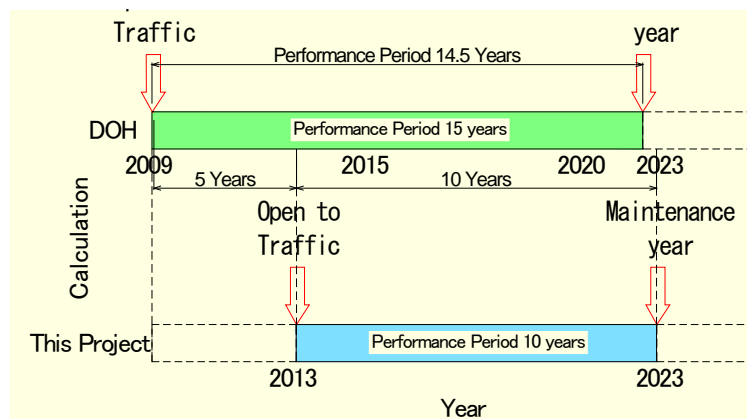 Traffic
year
Performance Period 14.5 Years
DOH
Performance Period 15 years
2009
2015
2020
2023
5 Years
10 Years
Calculation
Open to
Traffic
Maintenance
year
This Project
Performance Period 10 years
2013
2023
Year